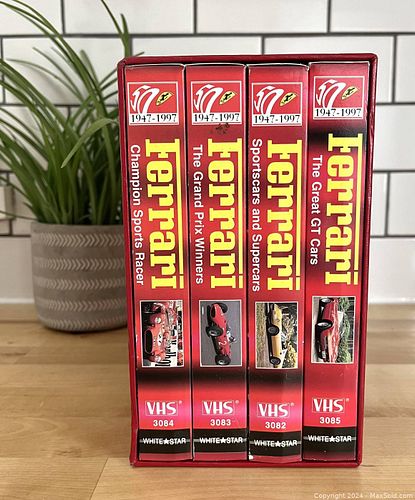 1947-1997
Ferrari
Champion Sports Racer
VHS
3084
WHITE★STAR
1947-1997
Ferrari
The Grand Prix Winners
VHS
3083
WHITE★STAR
1947-1997
Ferrari
Sportscars and Supercars
VHS
3082
WHITE★STAR
1947-1997
Ferrari
The Great GT Cars
VHS®
3085
WHITE★STAR
Copyright 2024 - MaxSold.com